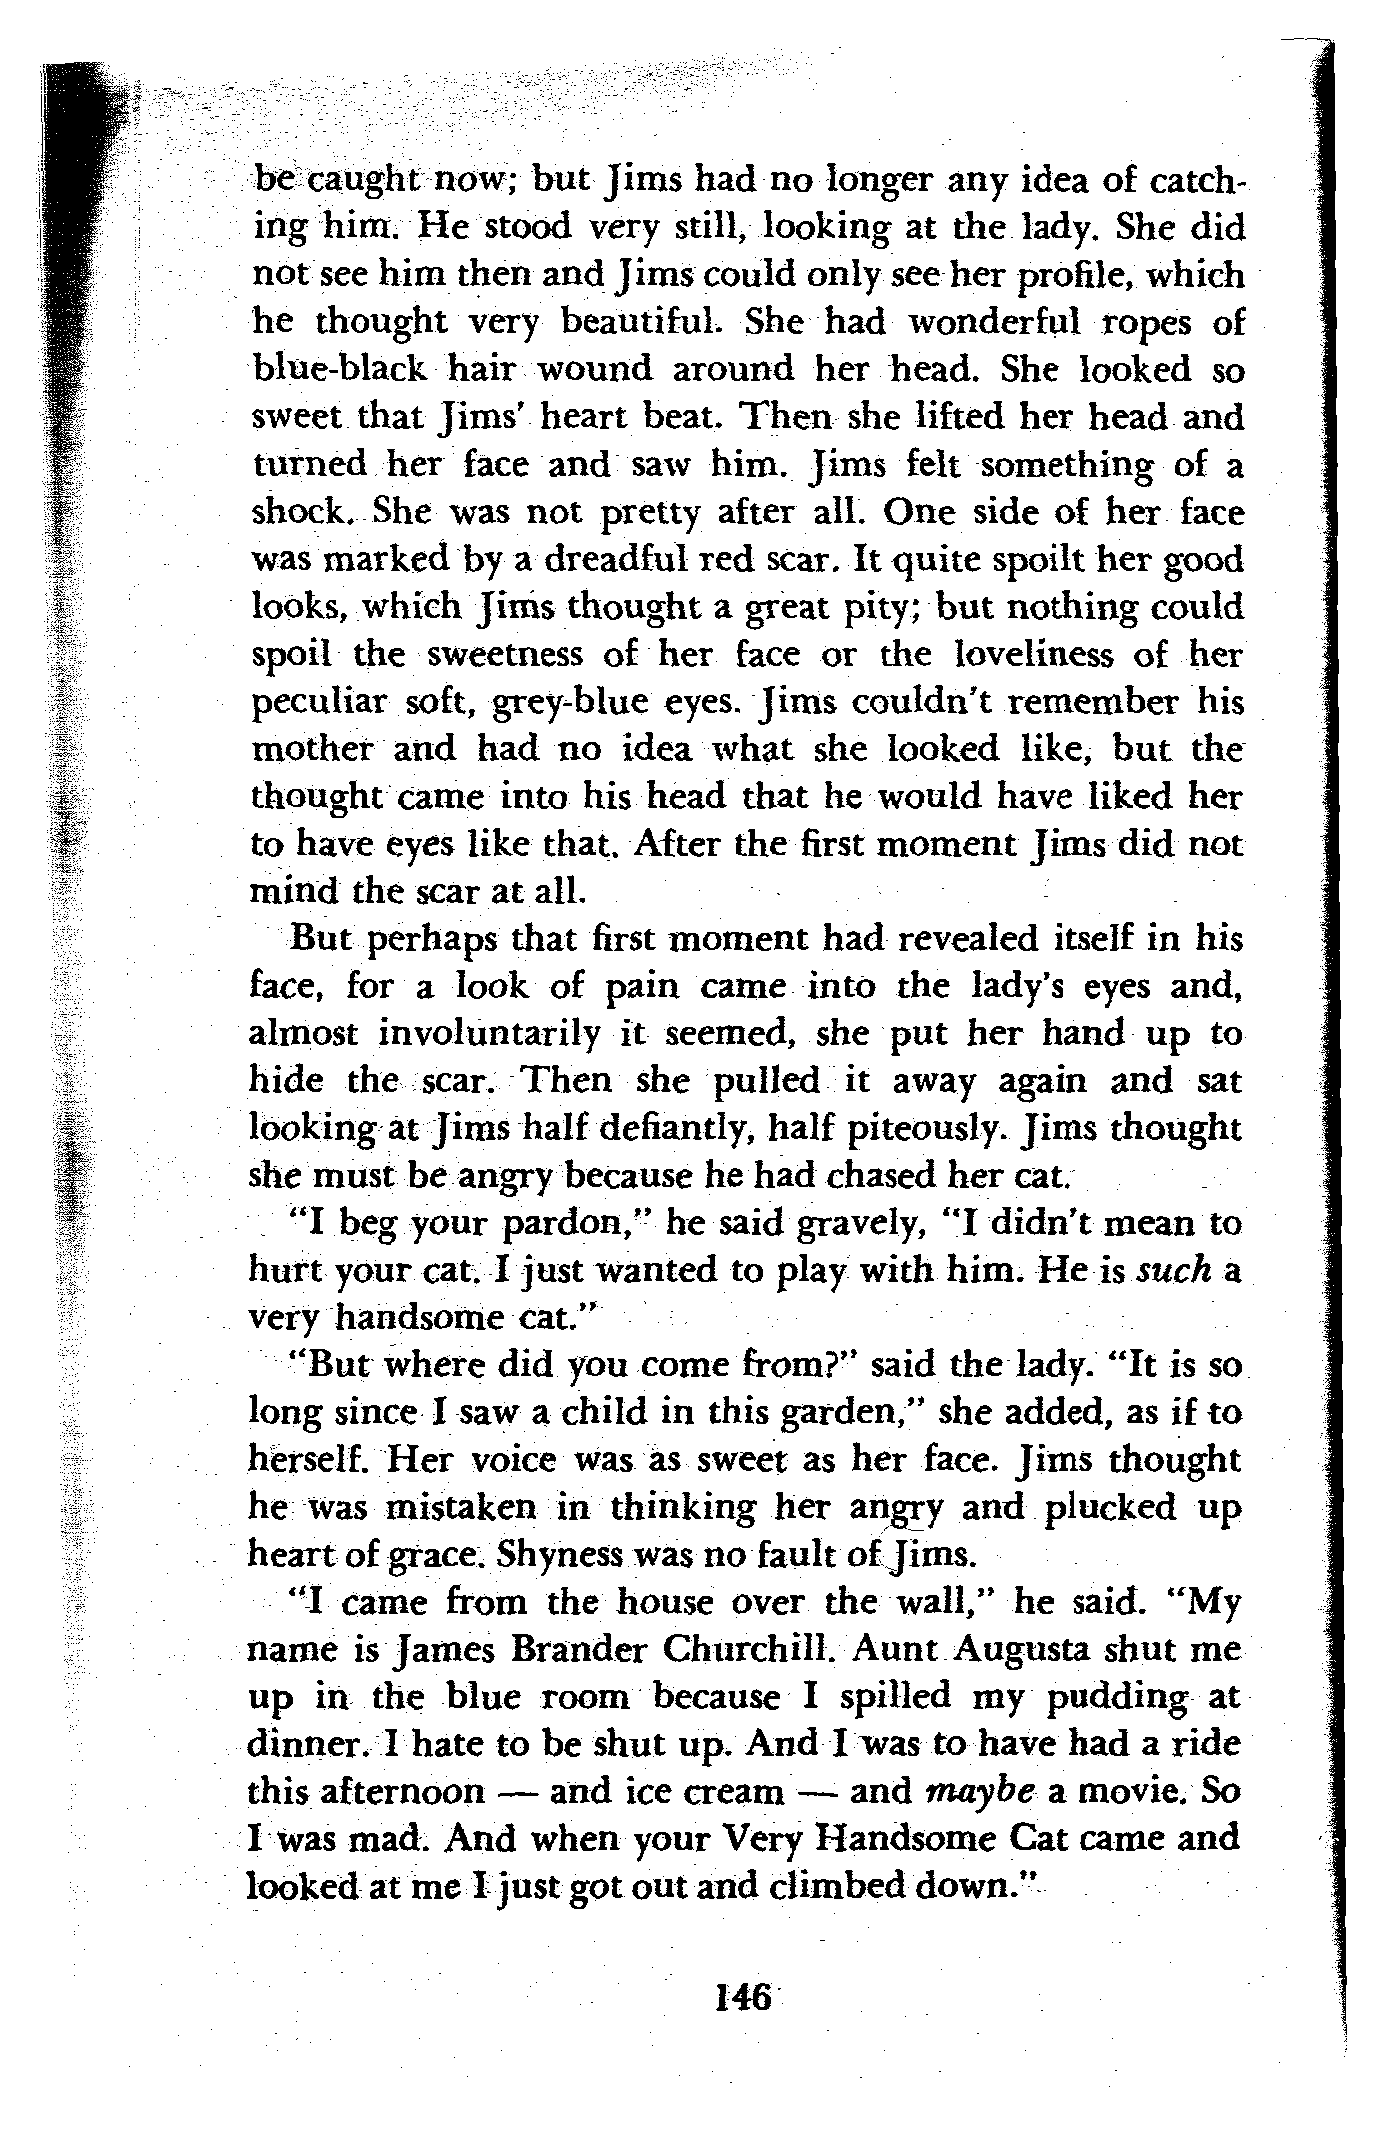 be caught now; but Jims had no longer any idea of catch-
ing him. He stood very still, looking at the lady. She did
not see him then and Jims could only see her profile, which
he thought very beautiful. She had wonderful ropes of
blue-black hair wound around her head. She looked so
sweet that Jims' heart beat. Then she lifted her head and
turned her face and saw him. Jims felt something of a
shock. She was not pretty after all. One side of her face
was marked by a dreadful red scar. It quite spoilt her good
looks, which Jims thought a great pity; but nothing could
spoil the sweetness of her face or the loveliness of her
peculiar soft, grey-blue eyes. Jims couldn't remember his
mother and had no idea what she looked like, but the
thought came into his head that he would have liked her
to have eyes like that. After the first moment Jims did not
mind the scar at all.
But perhaps that first moment had revealed itself in his
face, for a look of pain came into the lady's eyes and,
almost involuntarily it seemed, she put her hand up to
hide the scar. Then she pulled it away again and sat
looking at Jims half defiantly, half piteously. Jims thought
she must be angry because he had chased her cat.
"I beg your pardon," he said gravely, "I didn't mean to
hurt your cat. I just wanted to play with him. He is such a
very handsome cat."
"But where did you come from?" said the lady. "It is so
long since I saw a child in this garden," she added, as if to
herself. Her voice was as sweet as her face. Jims thought
he was mistaken in thinking her angry and plucked up
heart of grace. Shyness was no fault of Jims.
"I came from the house over the wall," he said. "My
name is James Brander Churchill. Aunt Augusta shut me
up in the blue room because I spilled my pudding at
dinner. I hate to be shut up. And I was to have had a ride
this afternoon — and ice cream — and maybe a movie. So
I was mad. And when your Very Handsome Cat came and
looked at me I just got out and climbed down."
146